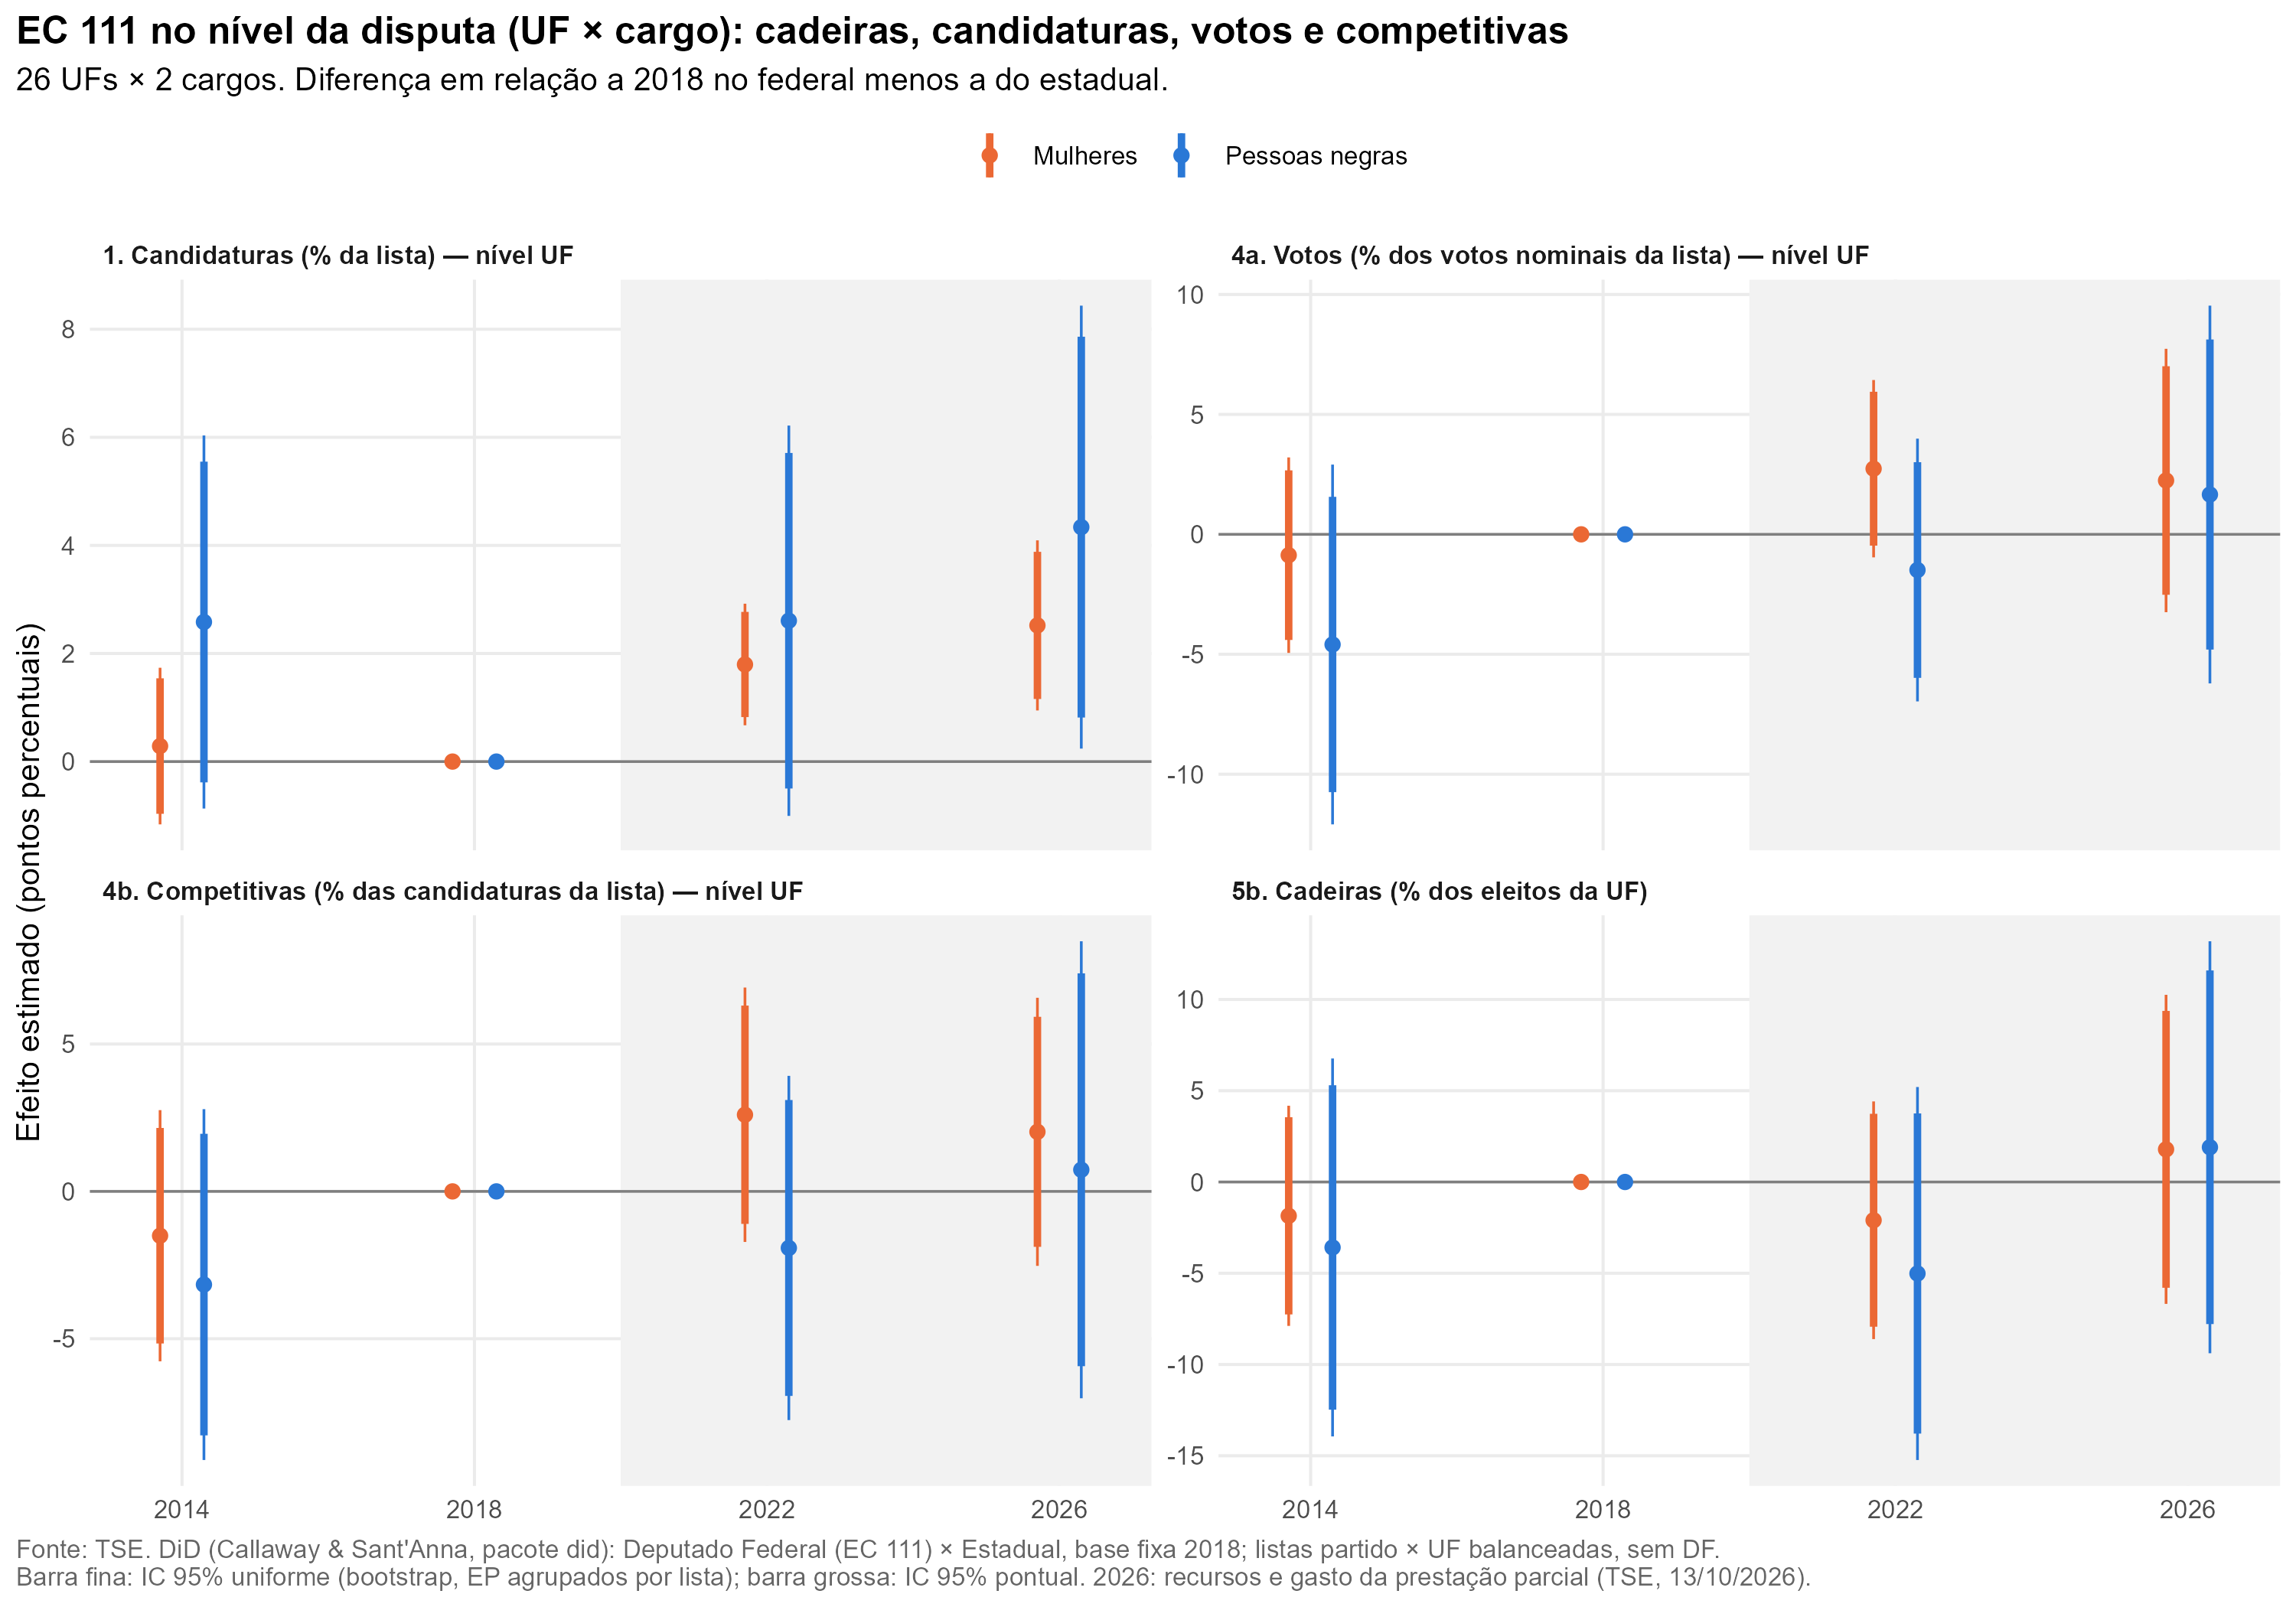 EC 111 no nível da disputa (UF × cargo): cadeiras, candidaturas, votos e competitivas
26 UFs × 2 cargos. Diferença em relação a 2018 no federal menos a do estadual.
Mulheres
Pessoas negras
Efeito estimado (pontos percentuais)
1. Candidaturas (% da lista) — nível UF
8
6
4
2
0
4a. Votos (% dos votos nominais da lista) — nível UF
10
5
0
-5
-10
4b. Competitivas (% das candidaturas da lista) — nível UF
5
0
-5
2014
2018
2022
2026
5b. Cadeiras (% dos eleitos da UF)
10
5
0
-5
-10
-15
2014
2018
2022
2026
Fonte: TSE. DiD (Callaway & Sant'Anna, pacote did): Deputado Federal (EC 111) × Estadual, base fixa 2018; listas partido × UF balanceadas, sem DF.
Barra fina: IC 95% uniforme (bootstrap, EP agrupados por lista); barra grossa: IC 95% pontual. 2026: recursos e gasto da prestação parcial (TSE, 13/10/2026).